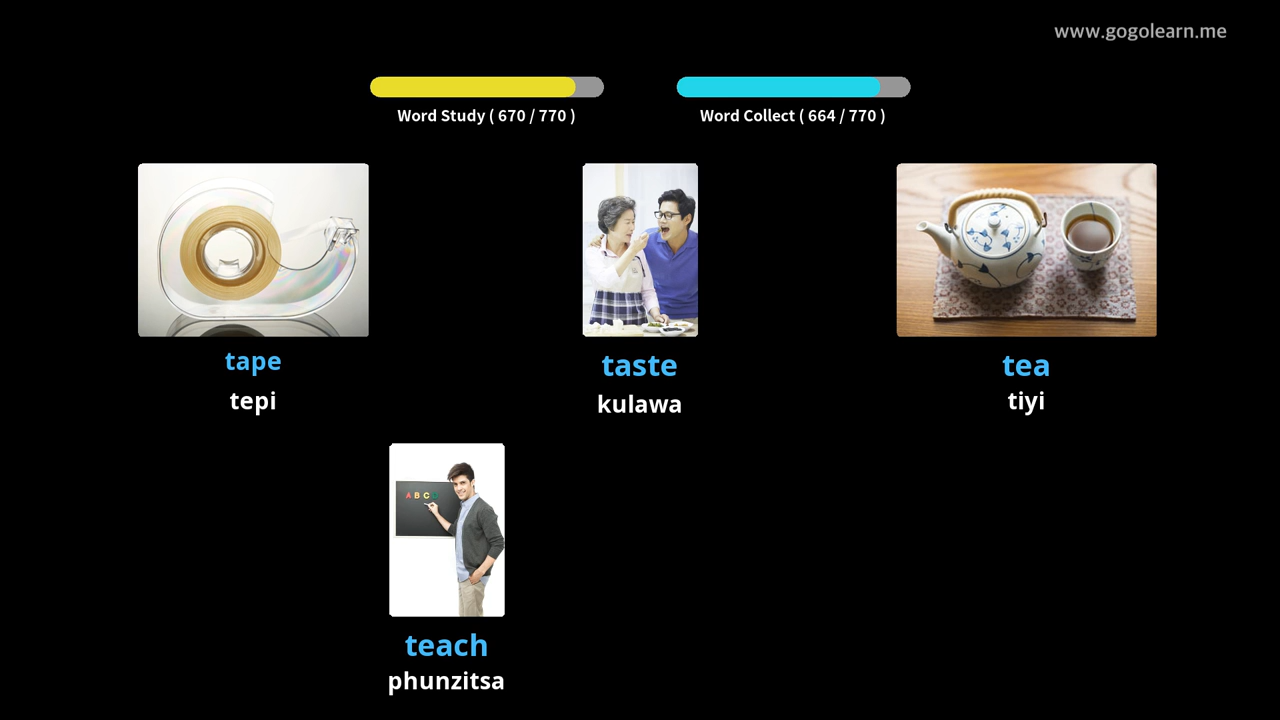 www.gogolearn.me
Word Study ( 670 / 770 )
Word Collect ( 664 / 770 )
tape
tepi
taste
kulawa
tea
tiyi
A B C D
teach
phunzitsa